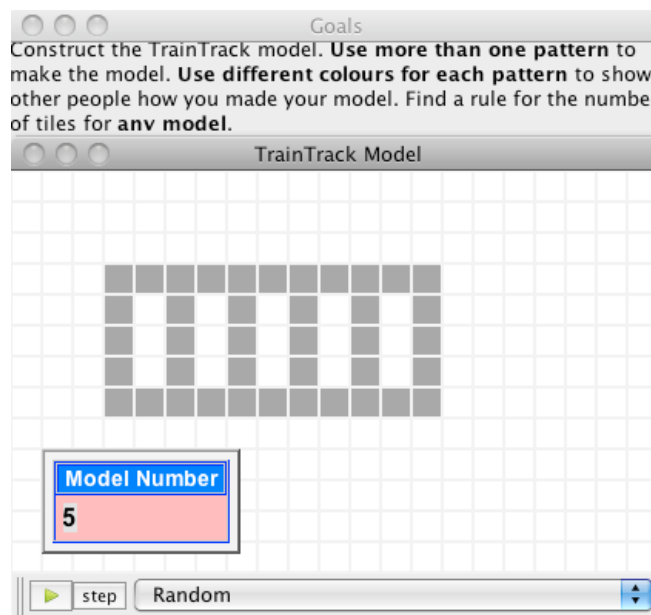 Goals
Construct the TrainTrack model. Use more than one pattern to
make the model. Use different colours for each pattern to show
other people how you made your model. Find a rule for the numbe
of tiles for any model.
TrainTrack Model
Model Number
5
step Random